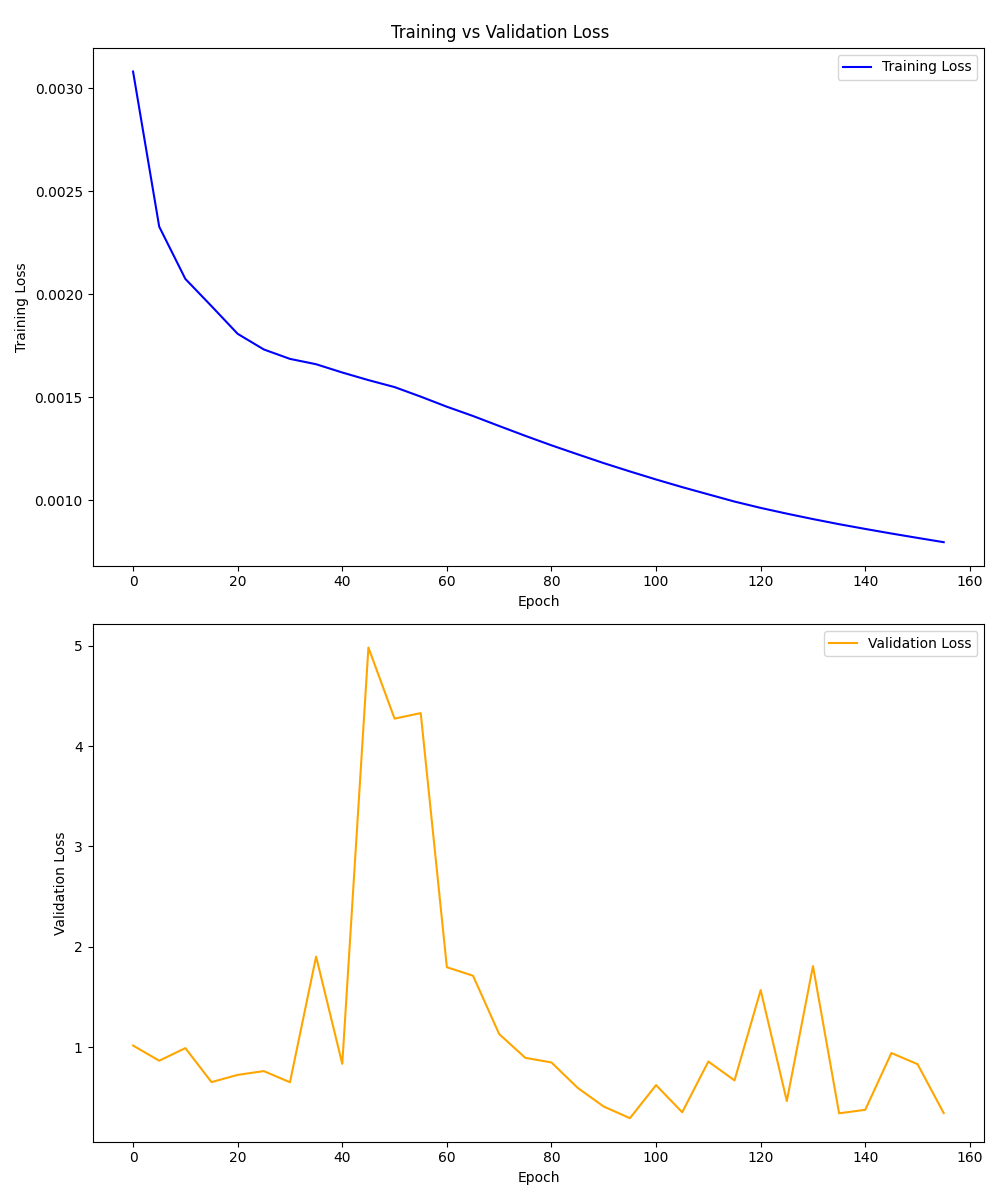 Training vs Validation Loss
Training Loss
0.0030
0.0025
0.0020
0.0015
0.0010
Training Loss
0 20 40 60 80 100 120 140 160
Epoch
Validation Loss
5
4
3
2
1
Validation Loss
0 20 40 60 80 100 120 140 160
Epoch